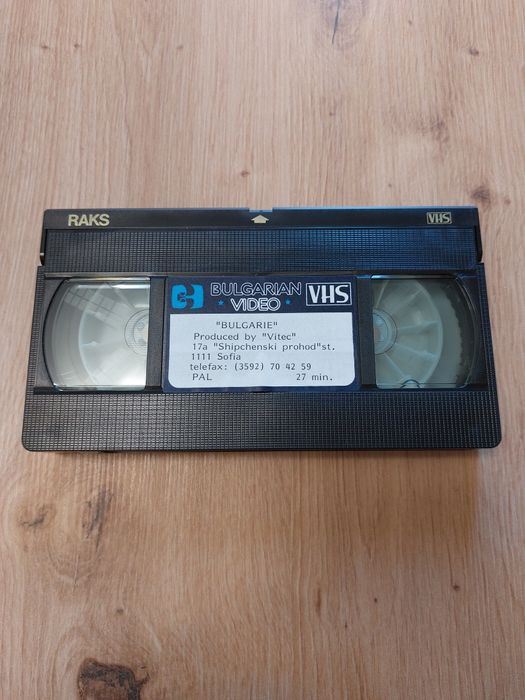 RAKS
VHS
BULGARIAN
VIDEO
VHS
"BULGARIE"
Produced by "Vitec"
17a "Shipchenski prohod"st.
1111 Sofia
telefax: (3592) 70 42 59
PAL 27 min.